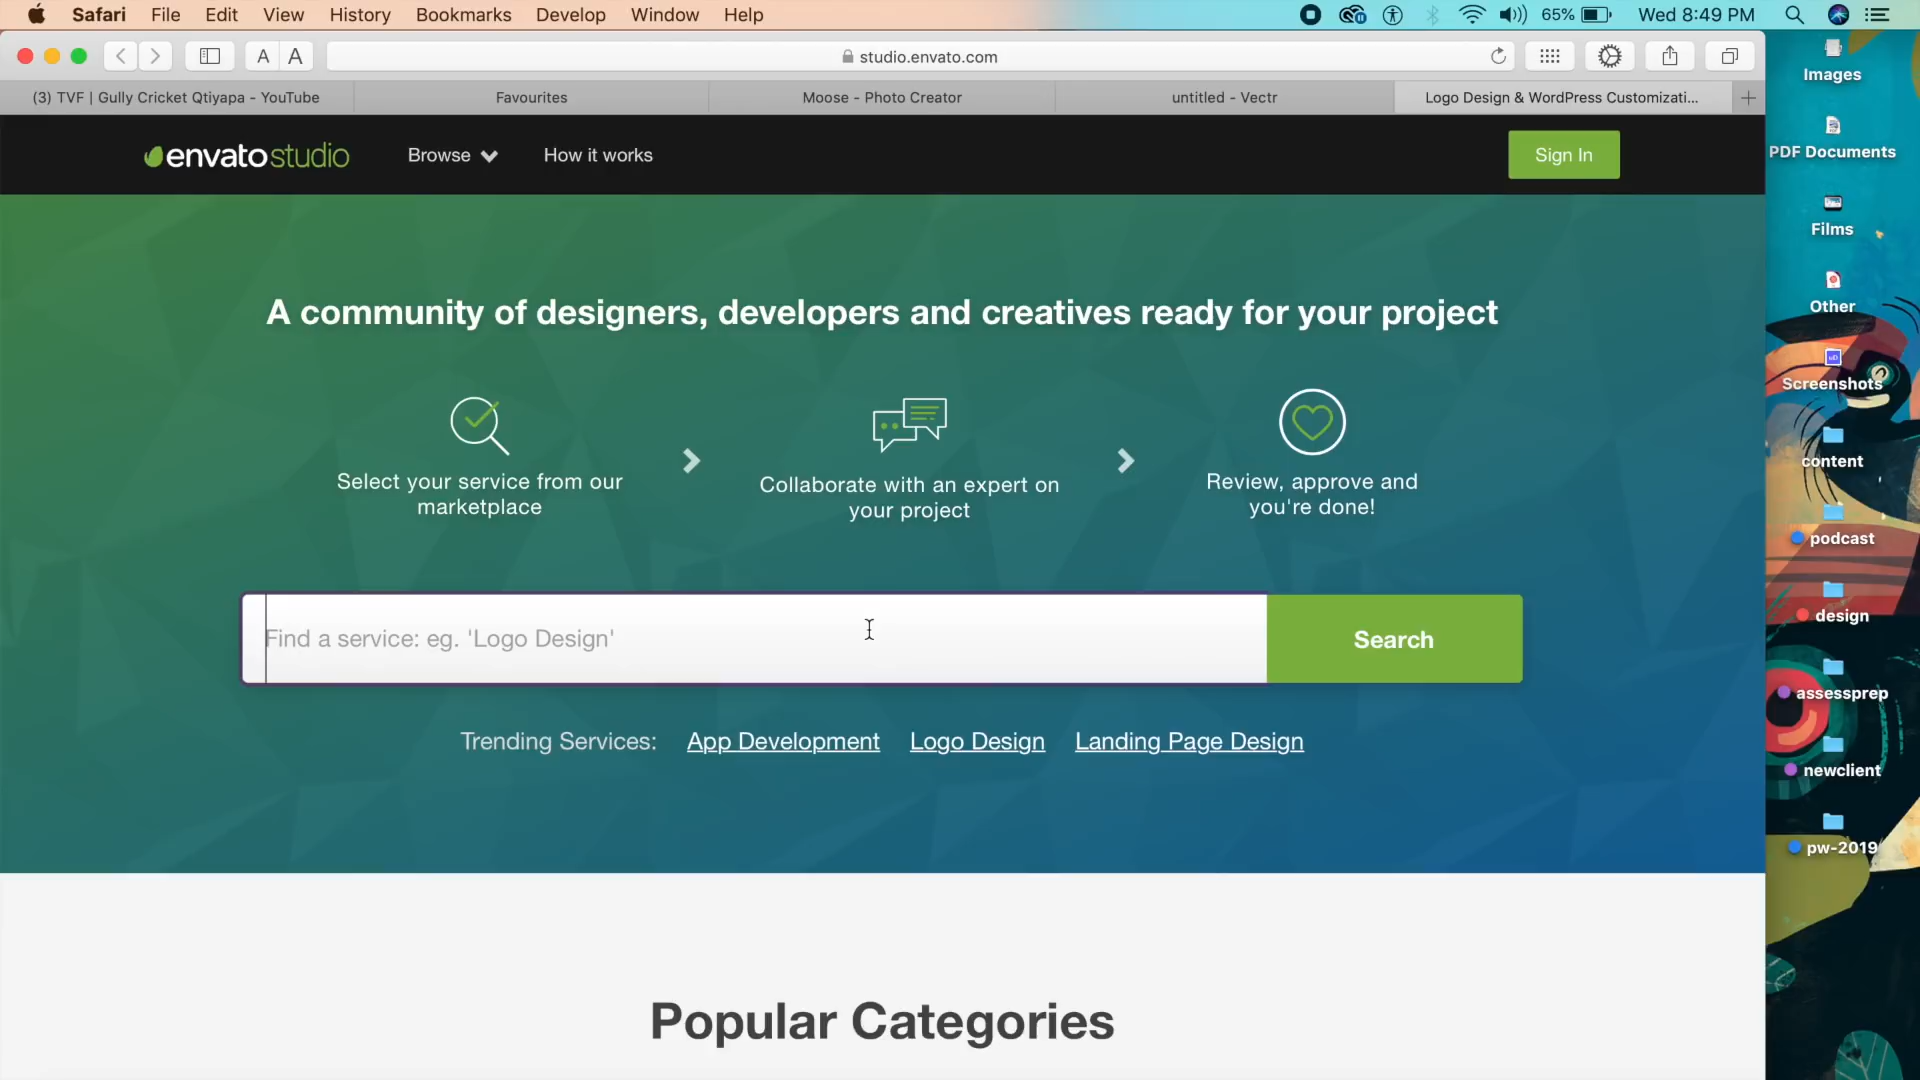 Safari File Edit View History Bookmarks Develop Window Help 65% Wed 8:49 PM
A A studio.envato.com
(3) TVF | Gully Cricket Qtiyapa - YouTube Favourites Moose - Photo Creator untitled - Vectr Logo Design & WordPress Customizati...
envatostudio Browse How it works Sign In
A community of designers, developers and creatives ready for your project
Select your service from our
marketplace
Collaborate with an expert on
your project
Review, approve and
you're done!
Find a service: eg. 'Logo Design' Search
Trending Services: App Development Logo Design Landing Page Design
Popular Categories
Images
PDF Documents
Films
Other
Screenshots
content
podcast
design
assessprep
newclient
pw-2019